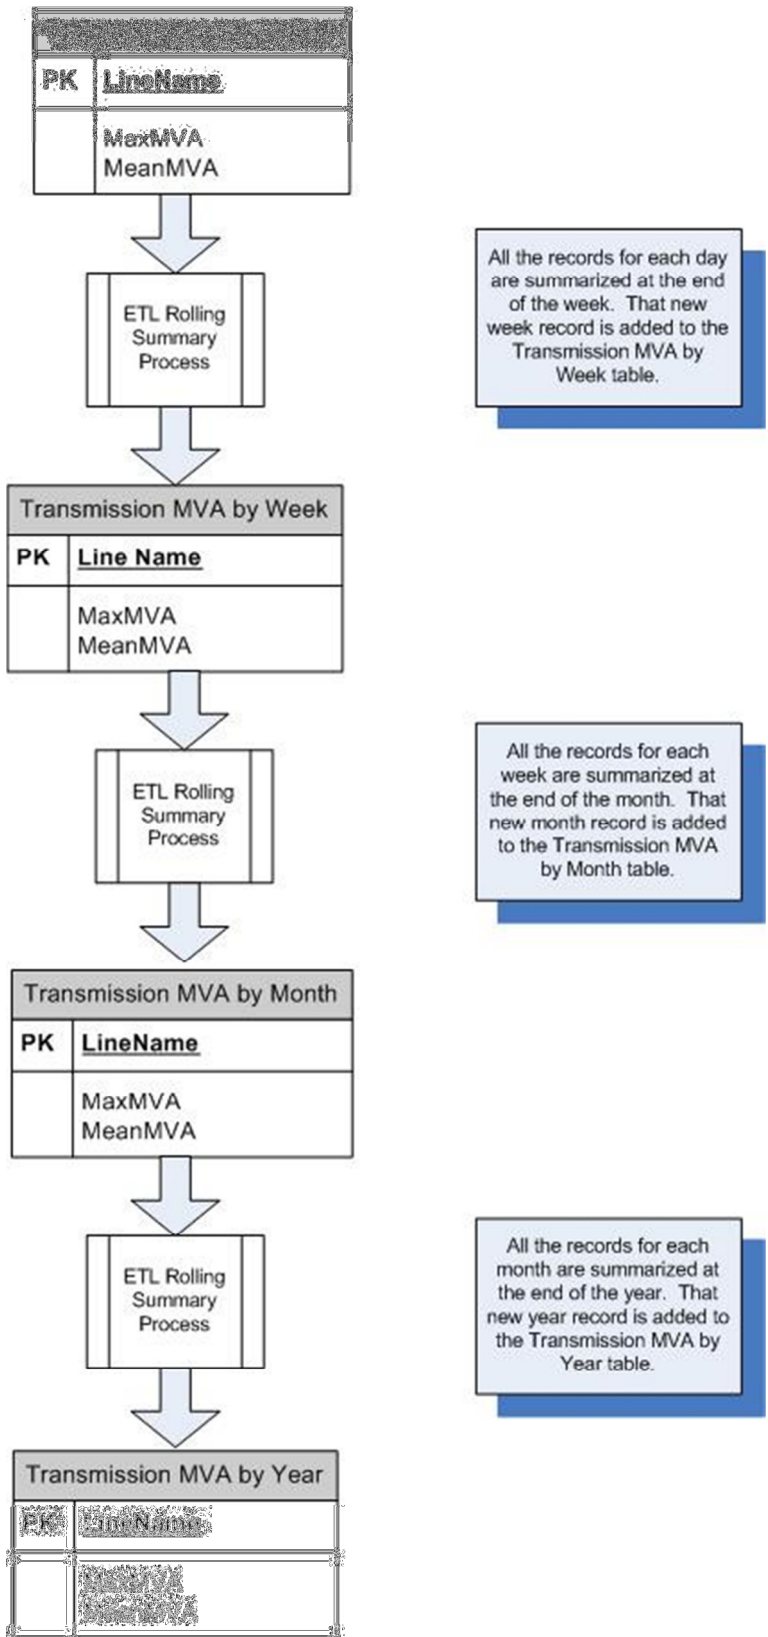 PK LineName
MaxMVA
MeanMVA
ETL Rolling
Summary
Process
All the records for each day
are summarized at the end
of the week. That new
week record is added to the
Transmission MVA by
Week table.
Transmission MVA by Week
PK Line Name
MaxMVA
MeanMVA
ETL Rolling
Summary
Process
All the records for each
week are summarized at
the end of the month. That
new month record is added
to the Transmission MVA
by Month table.
Transmission MVA by Month
PK LineName
MaxMVA
MeanMVA
ETL Rolling
Summary
Process
All the records for each
month are summarized at
the end of the year. That
new year record is added to
the Transmission MVA by
Year table.
Transmission MVA by Year
PK LineName